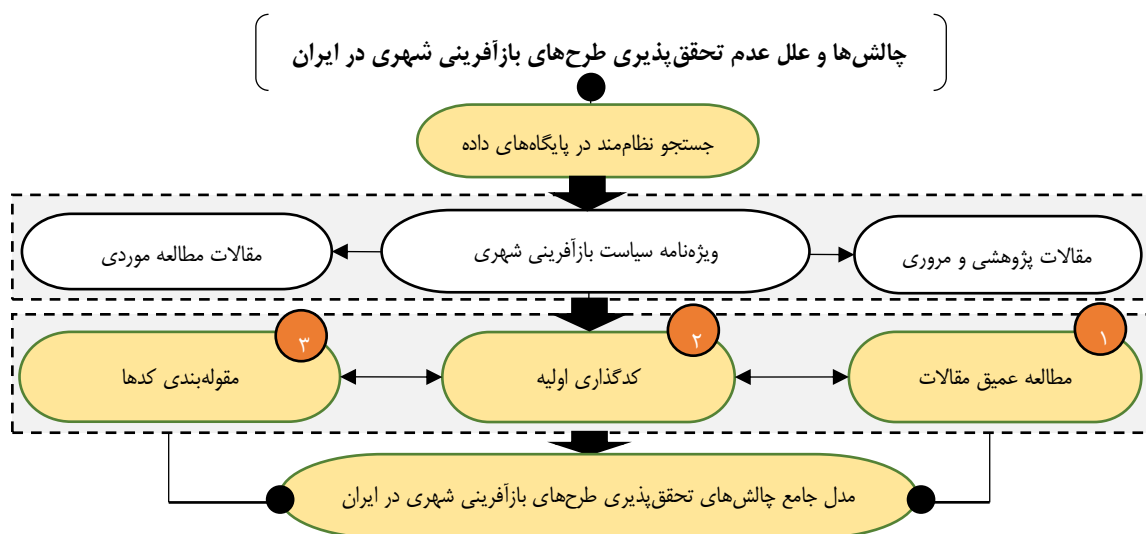 چالش‌ها و علل عدم تحقق‌پذیری طرح‌های بازآفرینی شهری در ایران
جستجو نظام‌مند در پایگاه‌های داده
مقالات پژوهشی و مروری
ویژه‌نامه سیاست بازآفرینی شهری
مقالات مطالعه موردی
۱
مطالعه عمیق مقالات
۲
کدگذاری اولیه
۳
مقوله‌بندی کدها
مدل جامع چالش‌های تحقق‌پذیری طرح‌های بازآفرینی شهری در ایران